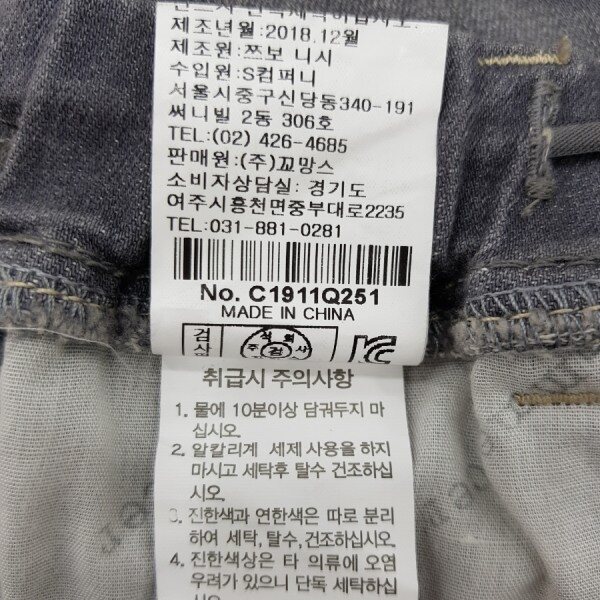 제조년월:2018.12월
제조원:쯔보 니시
수입원:S컴퍼니
서울시중구신당동340-191
써니빌 2동 306호
TEL:(02) 426-4685
판매원:(주)꼬망스
소비자상담실: 경기도
여주시흥천면중부대로2235
TEL:031-881-0281
No. C1911Q251
MADE IN CHINA
취급시 주의사항
1. 물에 10분이상 담궈두지 마
십시오.
2. 알칼리계 세제 사용을 하지
마시고 세탁후 탈수 건조하십
시오.
3. 진한색과 연한색은 따로 분리
하여 세탁, 탈수, 건조하십시오.
4. 진한색상은 타 의류에 오염
우려가 있으니 단독 세탁하십